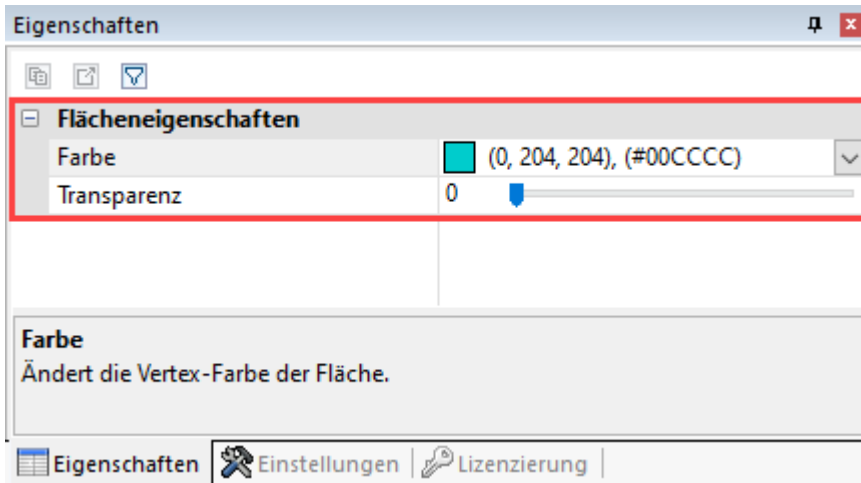 Eigenschaften
Flächeneigenschaften
Farbe (0, 204, 204), (#00CCCC)
Transparenz 0
Farbe
Ändert die Vertex-Farbe der Fläche.
Eigenschaften Einstellungen Lizenzierung